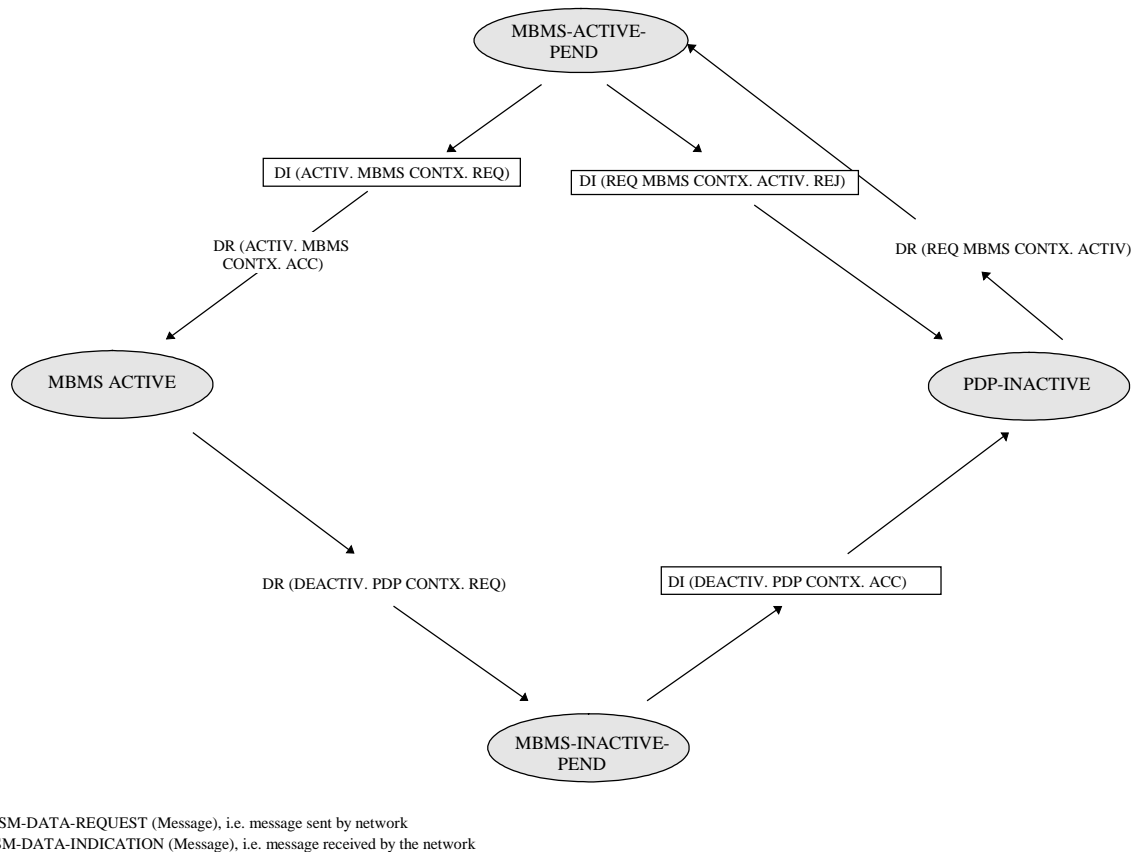 MBMS-ACTIVE-
PEND
DI (ACTIV. MBMS CONTX. REQ)
DI (REQ MBMS CONTX. ACTIV. REJ)
DR (ACTIV. MBMS
CONTX. ACC)
DR (REQ MBMS CONTX. ACTIV)
MBMS ACTIVE
PDP-INACTIVE
DR (DEACTIV. PDP CONTX. REQ)
DI (DEACTIV. PDP CONTX. ACC)
MBMS-INACTIVE-
PEND
SM-DATA-REQUEST (Message), i.e. message sent by network
SM-DATA-INDICATION (Message), i.e. message received by the network